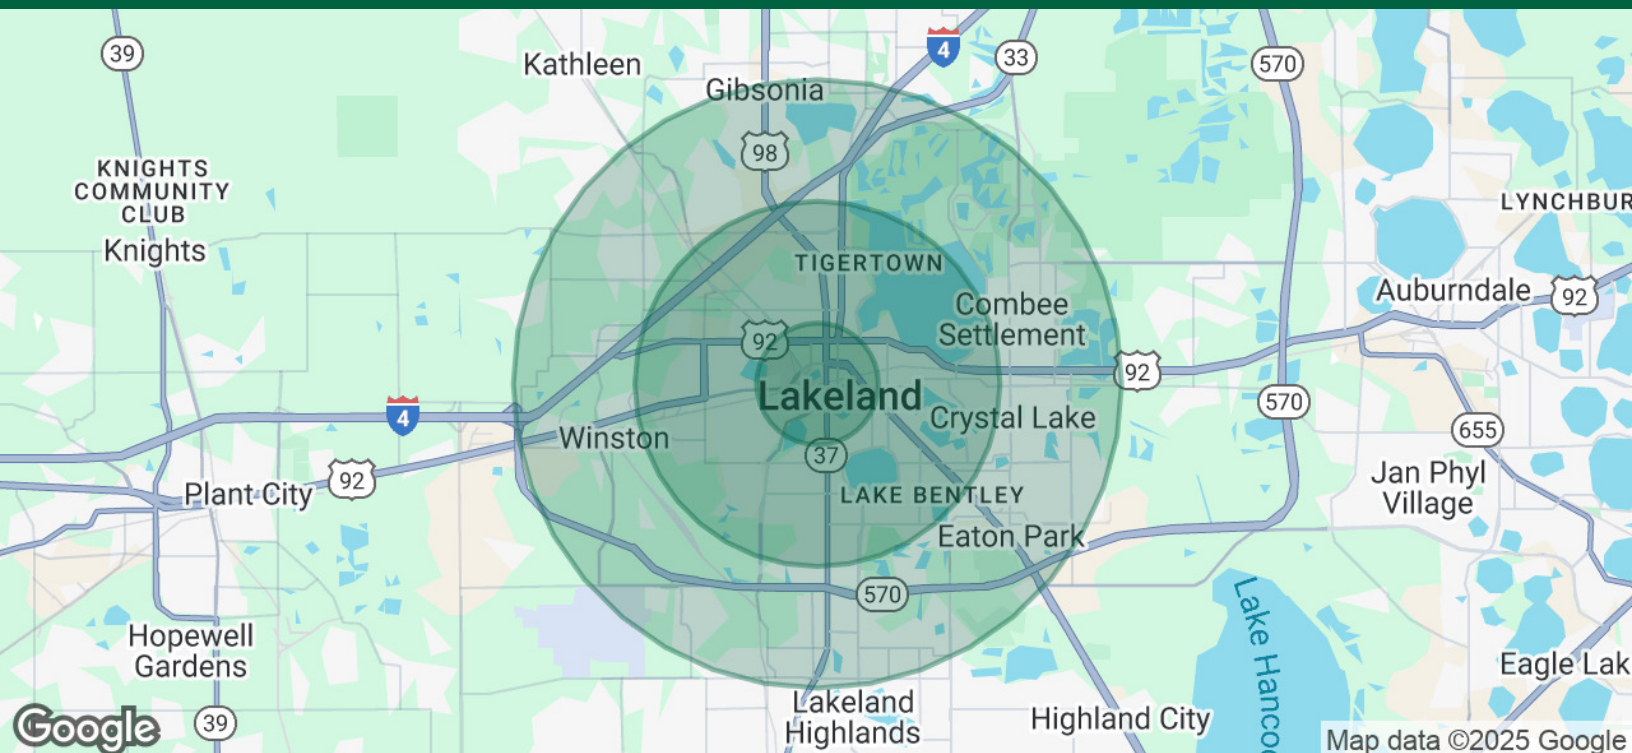 39
Kathleen
4
33
570
Gibsonia
98
KNIGHTS
COMMUNITY
CLUB
Knights
LYNCHBUR
TIGERTOWN
Combee
Settlement
Auburndale
92
92
92
Lakeland
570
4
Crystal Lake
Winston
37
655
92
Plant City
LAKE BENTLEY
Jan Phyl
Village
Eaton Park
570
Hopewell
Gardens
Lake Hanco
Eagle Lak
Lakeland
Highlands
Highland City
39
Google
Map data ©2025 Google